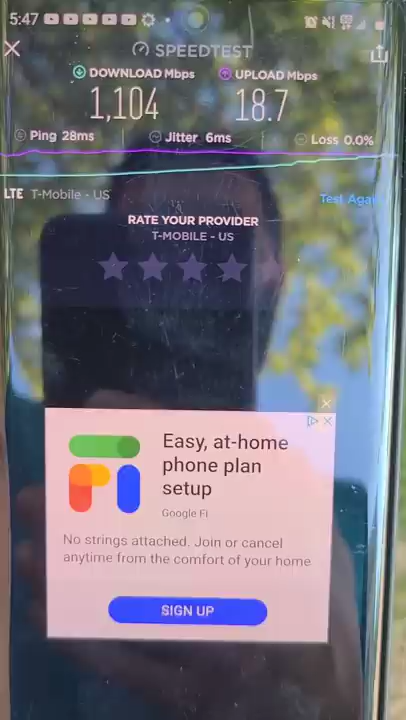 5:47
SPEEDTEST
DOWNLOAD Mbps
UPLOAD Mbps
1,104
18.7
Ping 28ms
Jitter 6ms
Loss 0.0%
LTE T-Mobile - US
Test Again
RATE YOUR PROVIDER
T-MOBILE - US
Easy, at-home
phone plan
setup
Google Fi
No strings attached. Join or cancel
anytime from the comfort of your home
SIGN UP